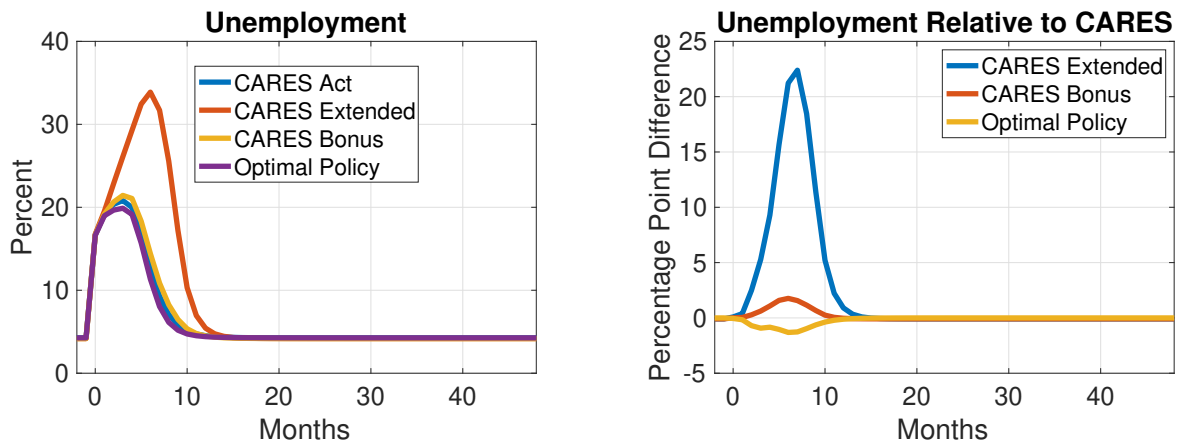 Unemployment
Percent
40
30
20
10
0
CARES Act
CARES Extended
CARES Bonus
Optimal Policy
0 10 20 30 40
Months
Unemployment Relative to CARES
Percentage Point Difference
25
20
15
10
5
0
-5
CARES Extended
CARES Bonus
Optimal Policy
0 10 20 30 40
Months